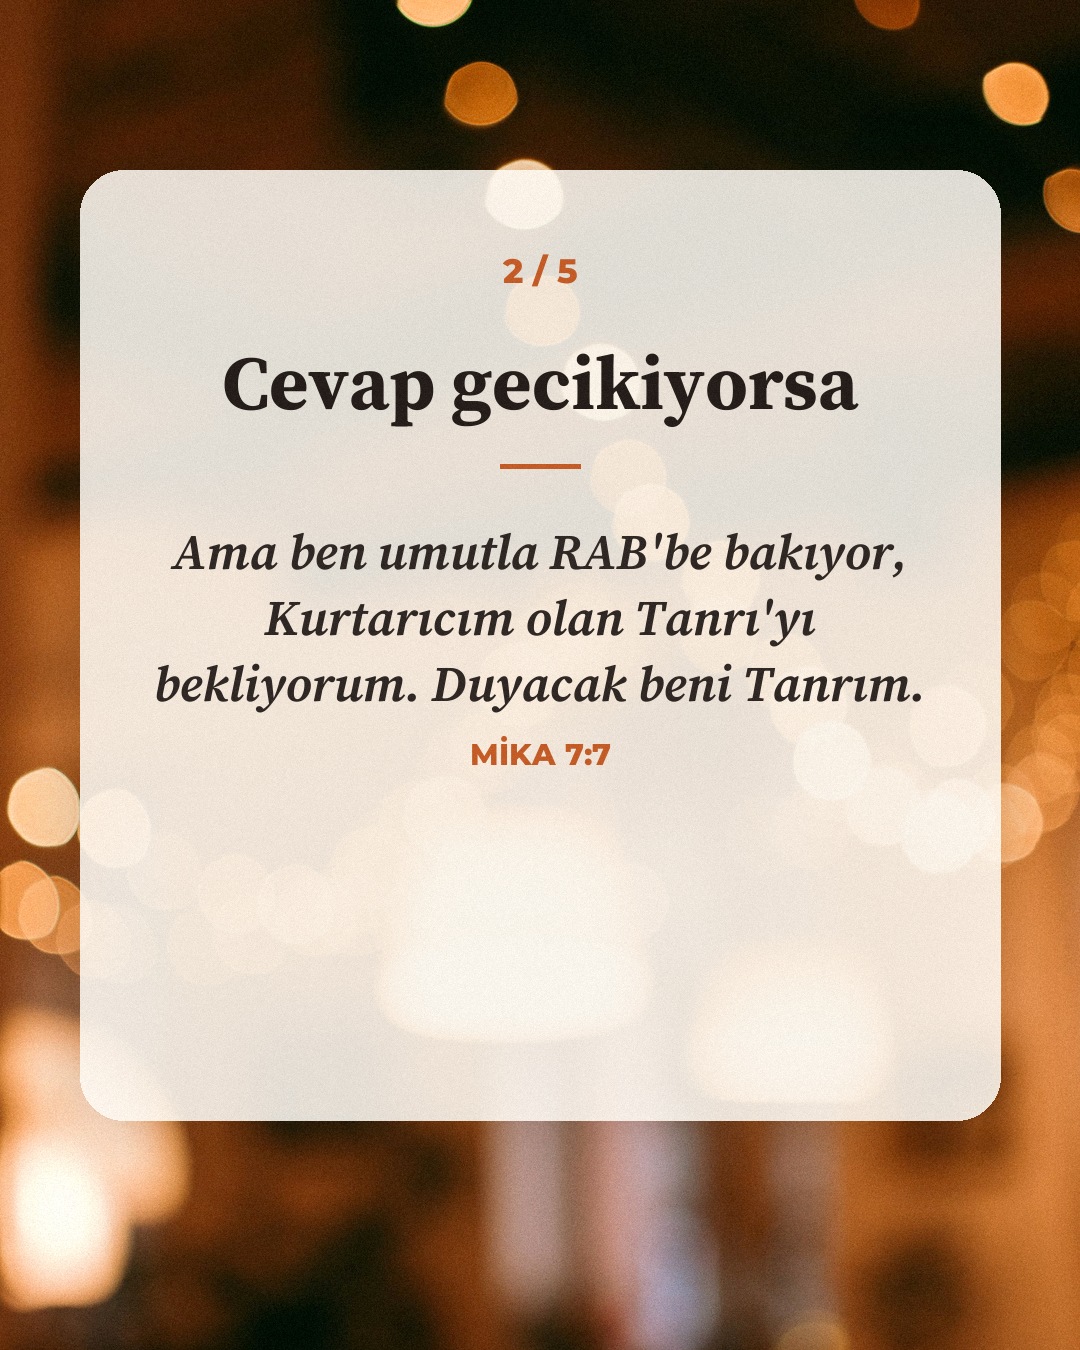 2 / 5
Cevap gecikiyorsa
Ama ben umutla RAB'be bakıyor,
Kurtarıcım olan Tanrı'yı
bekliyorum. Duyacak beni Tanrım.
MİKA 7:7